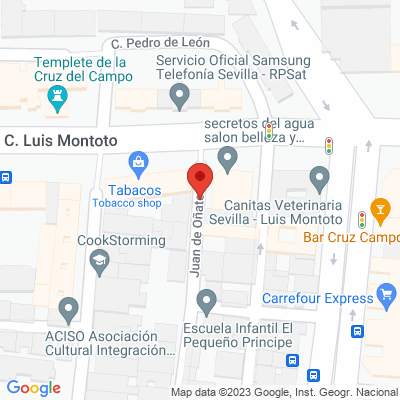 C. Pedro de León
Templete de la
Cruz del Campo
Servicio Oficial Samsung
Telefonía Sevilla - RPSat
C. Luis Montoto
secretos del agua
salon belleza y...
Tabacos
Tobacco shop
Juan de Oñate
Canitas Veterinaria
Sevilla - Luis Montoto
Bar Cruz Campo
CookStorming
Carrefour Express
ACISO Asociación
Cultural Integración...
Escuela Infantil El
Pequeño Principe
Google
Map data ©2023 Google, Inst. Geogr. Nacional